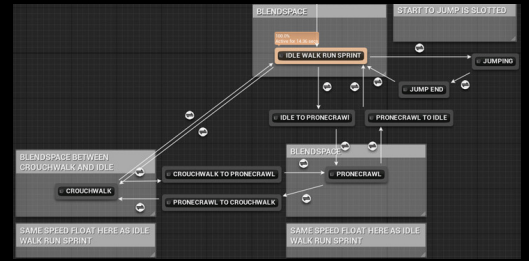 BLENDSPACE
START TO JUMP IS SLOTTED
IDLE WALK RUN SPRINT
JUMPING
JUMP END
IDLE TO PRONECRAWl
PRONECRAWL TO IDLE
BLENDSPACE BETWEEN
CROUCHWALK AND IDLE
BLENDSPACE
CROUCHWALK TO PRONECRAWL
PRONECRAWL
CROUCHWALK
PRONECRAWL TO CROUCHWALK
SAME SPEED FLOAT HERE AS IDLE
WALK RUN SPRINT
SAME SPEED FLOAT HERE AS IDLE
WALK RUN SPRINT